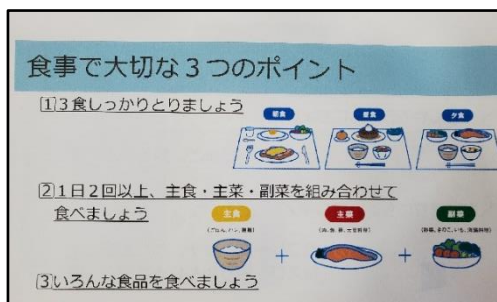 食事で大切な３つのポイント
[1]３食しっかりとりましょう
朝食
昼食
夕食
[2]１日２回以上、主食・主菜・副菜を組み合わせて
食べましょう
主食
主菜
副菜
[3]いろんな食品を食べましょう